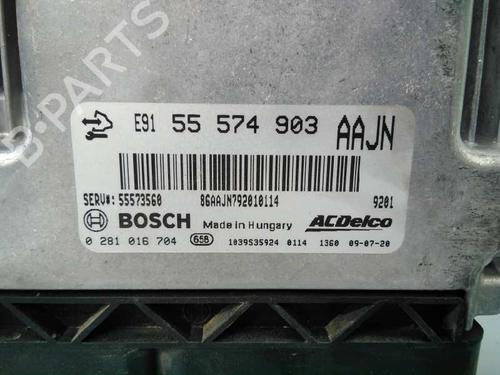 E91 55 574 903 AAJN
SERV#: 55573560 86AAJN792010114 9201
BOSCH Made in Hungary ACDelco
0 281 016 704 658 1039S35924 0114 1360 09-07-20
B-PARTS